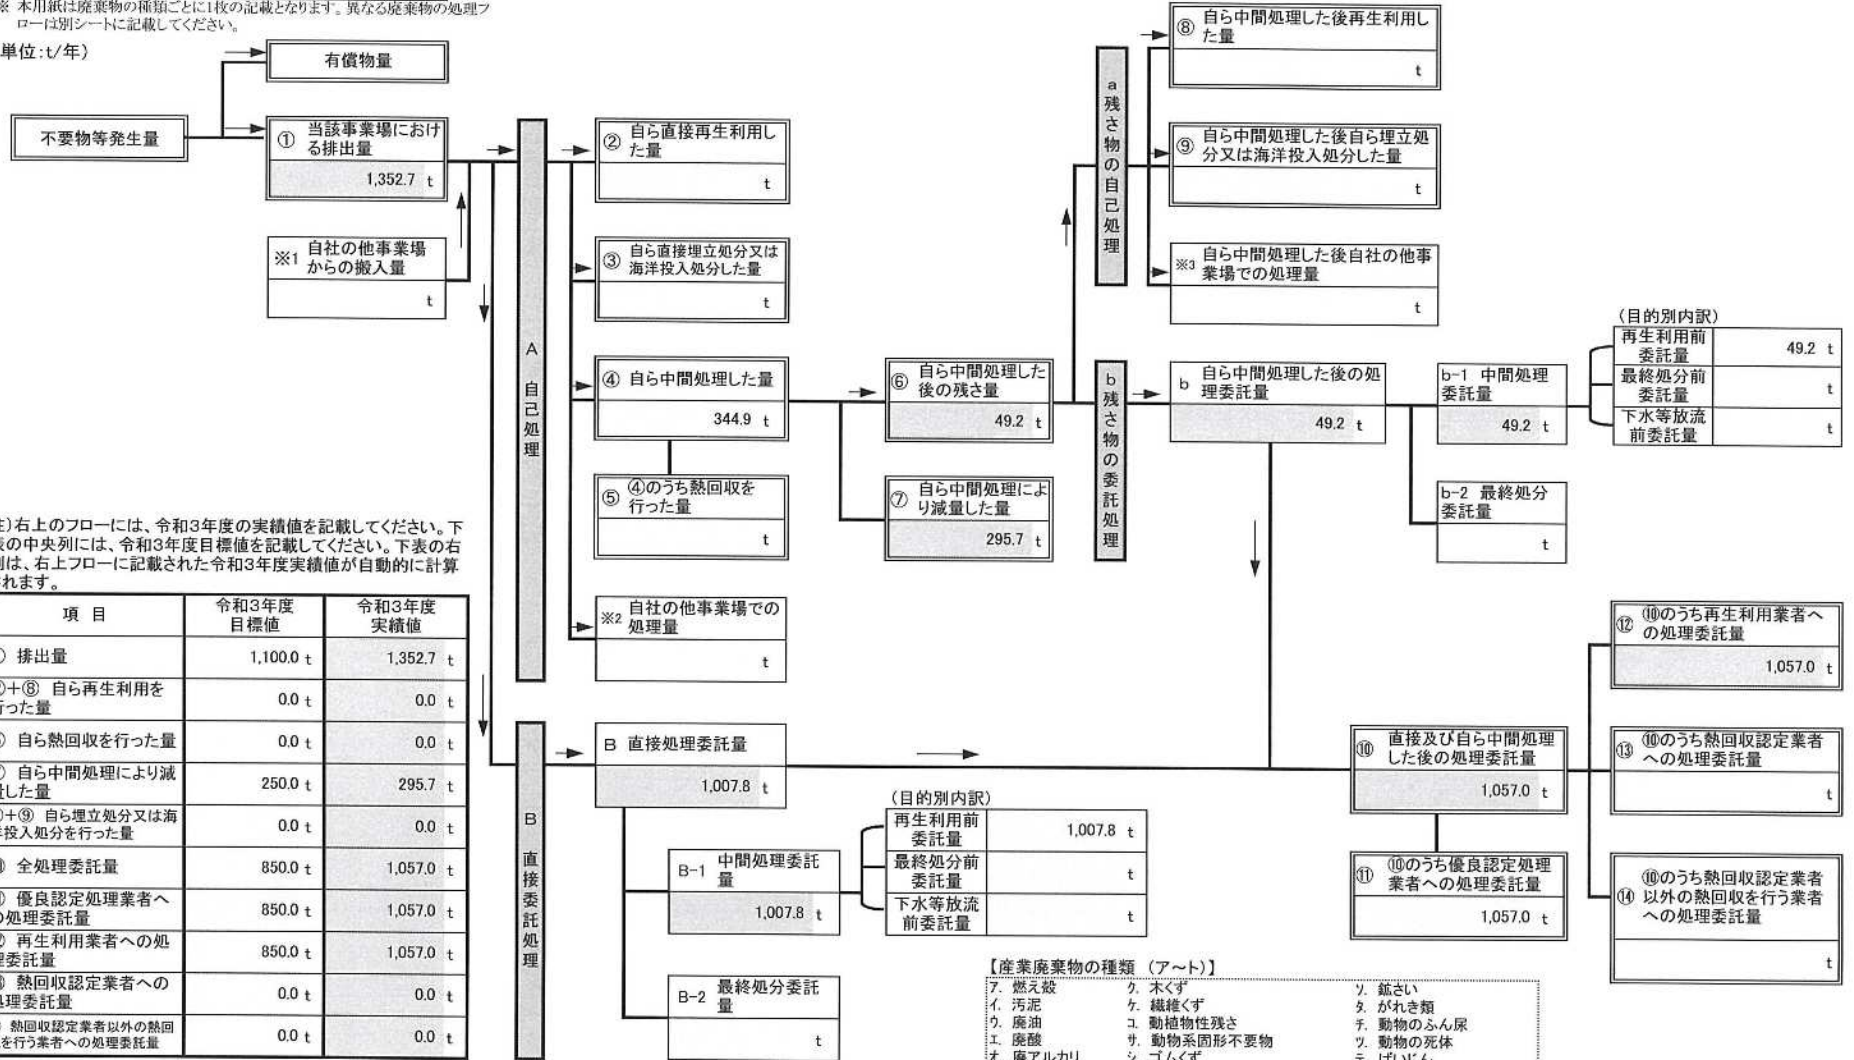 ※ 本用紙は廃棄物の種類ごとに1枚の記載となります。異なる廃棄物の処理フ
ローは別シートに記載してください。
単位:t/年)
有償物量
不要物等発生量
① 当該事業場におけ
る排出量
1,352.7 t
※1 自社の他事業場
からの搬入量
t
A 自己処理
② 自ら直接再生利用し
た量
t
③ 自ら直接埋立処分又は
海洋投入処分した量
t
④ 自ら中間処理した量
344.9 t
⑤ ④のうち熱回収を
行った量
t
※2 自社の他事業場での
処理量
t
⑥ 自ら中間処理した
後の残さ量
49.2 t
⑦ 自ら中間処理によ
り減量した量
295.7 t
a 残さ物の自己処理
⑧ 自ら中間処理した後再生利用し
た量
t
⑨ 自ら中間処理した後自ら埋立処
分又は海洋投入処分した量
t
※3 自ら中間処理した後自社の他事
業場での処理量
t
b 残さ物の委託処理
b 自ら中間処理した後の処
理委託量
49.2 t
b-1 中間処理
委託量
49.2 t
b-2 最終処分
委託量
t
(目的別内訳)
再生利用前
委託量
49.2 t
最終処分前
委託量
t
下水等放流
前委託量
t
)右上のフローには、令和3年度の実績値を記載してください。下
の中央列には、令和3年度目標値を記載してください。下表の右
は、右上フローに記載された令和3年度実績値が自動的に計算
れます。
項 目
令和3年度
目標値
令和3年度
実績値
排出量
1,100.0 t
1,352.7 t
+⑧ 自ら再生利用を
った量
0.0 t
0.0 t
自ら熱回収を行った量
0.0 t
0.0 t
自ら中間処理により減
した量
250.0 t
295.7 t
+⑨ 自ら埋立処分又は海
投入処分を行った量
0.0 t
0.0 t
全処理委託量
850.0 t
1,057.0 t
優良認定処理業者へ
の処理委託量
850.0 t
1,057.0 t
再生利用業者への処
理委託量
850.0 t
1,057.0 t
熱回収認定業者への
処理委託量
0.0 t
0.0 t
熱回収認定業者以外の熱回
を行う業者への処理委託量
0.0 t
0.0 t
B 直接委託処理
B 直接処理委託量
1,007.8 t
B-1 中間処理委託
量
1,007.8 t
B-2 最終処分委託
量
t
(目的別内訳)
再生利用前
委託量
1,007.8 t
最終処分前
委託量
t
下水等放流
前委託量
t
⑩ 直接及び自ら中間処理
した後の処理委託量
1,057.0 t
⑪ ⑩のうち優良認定処理
業者への処理委託量
1,057.0 t
⑫ ⑩のうち再生利用業者へ
の処理委託量
1,057.0 t
⑬ ⑩のうち熱回収認定業者
への処理委託量
t
⑭ ⑩のうち熱回収認定業者
以外の熱回収を行う業者
への処理委託量
t
【産業廃棄物の種類 (ア～ト)】
ア. 燃え殻
イ. 汚泥
ウ. 廃油
エ. 廃酸
オ. 廃アルカリ
ク. 木くず
ケ. 繊維くず
コ. 動植物性残さ
サ. 動物系固形不要物
シ. ゴムくず
ソ. 鉱さい
タ. がれき類
チ. 動物のふん尿
ツ. 動物の死体
テ. ばいじん